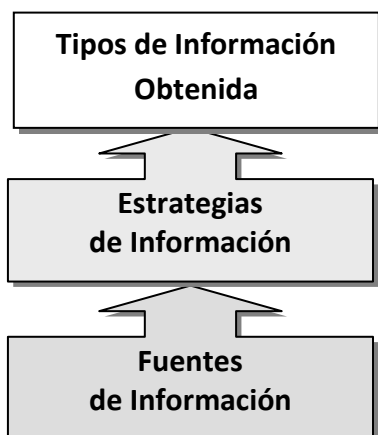 Tipos de Información
Obtenida
Estrategias
de Información
Fuentes
de Información